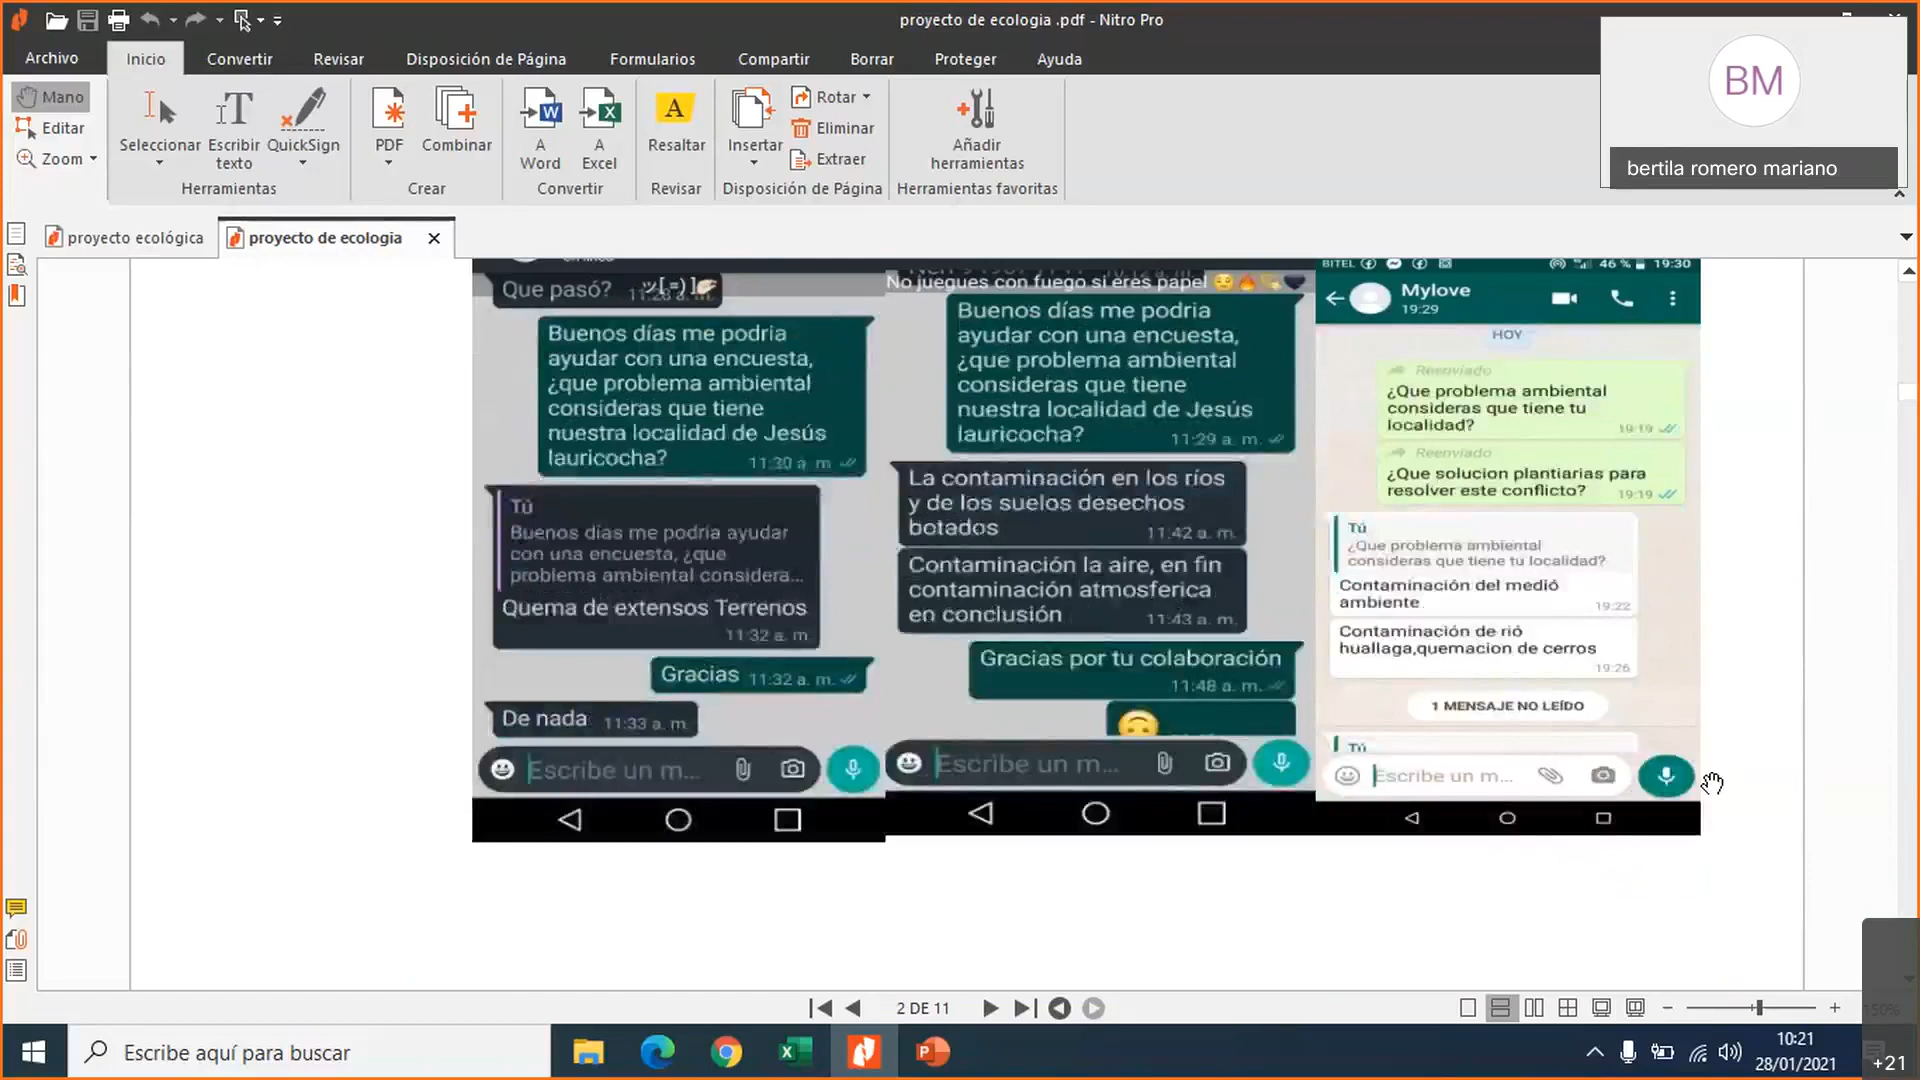 proyecto de ecologia .pdf - Nitro Pro
Archivo
Inicio
Convertir
Revisar
Disposición de Página
Formularios
Compartir
Borrar
Proteger
Ayuda
Mano
Editar
Zoom
Seleccionar
Escribir
texto
QuickSign
Herramientas
PDF
Combinar
Crear
A
Word
A
Excel
Convertir
Resaltar
Revisar
Insertar
Rotar
Eliminar
Extraer
Disposición de Página
Añadir
herramientas
Herramientas favoritas
BM
bertila romero mariano
proyecto ecológica
proyecto de ecologia
Que pasó?
Buenos días me podria
ayudar con una encuesta,
¿que problema ambiental
consideras que tiene
nuestra localidad de Jesús
lauricocha?
11:30 a. m.
Tú
Buenos días me podria ayudar
con una encuesta, ¿que
problema ambiental considera...
Quema de extensos Terrenos
11:32 a. m.
Gracias 11:32 a. m.
De nada 11:33 a. m.
Escribe un m...
No juegues con fuego si eres papel 😏🔥
Buenos días me podria
ayudar con una encuesta,
¿que problema ambiental
consideras que tiene
nuestra localidad de Jesús
lauricocha?
11:29 a. m.
La contaminación en los ríos
y de los suelos desechos
botados
11:42 a. m.
Contaminación la aire, en fin
contaminación atmosferica
en conclusión
11:43 a. m.
Gracias por tu colaboración
11:48 a. m.
🙃
Escribe un m...
BITEL 46 % 19:30
Mylove
19:29
HOY
Reenviado
¿Que problema ambiental
consideras que tiene tu
localidad?
19:19
Reenviado
¿Que solucion plantiarias para
resolver este conflicto?
19:19
Tú
¿Que problema ambiental
consideras que tiene tu localidad?
Contaminación del medió
ambiente
19:22
Contaminación de rió
huallaga,quemacion de cerros
19:26
1 MENSAJE NO LEÍDO
Tú
Escribe un m...
2 DE 11
150%
Escribe aquí para buscar
10:21
28/01/2021
+21